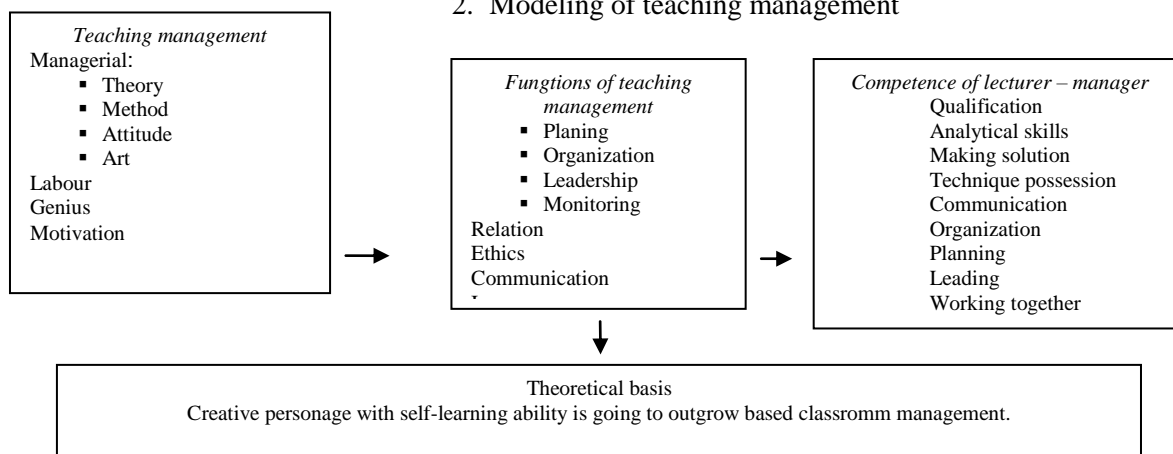 2. Modeling of teaching management
Teaching management
Managerial:
▪ Theory
▪ Method
▪ Attitude
▪ Art
Labour
Genius
Motivation
Fungtions of teaching
management
▪ Planing
▪ Organization
▪ Leadership
▪ Monitoring
Relation
Ethics
Communication
Competence of lecturer – manager
Qualification
Analytical skills
Making solution
Technique possession
Communication
Organization
Planning
Leading
Working together
Theoretical basis
Creative personage with self-learning ability is going to outgrow based classromm management.